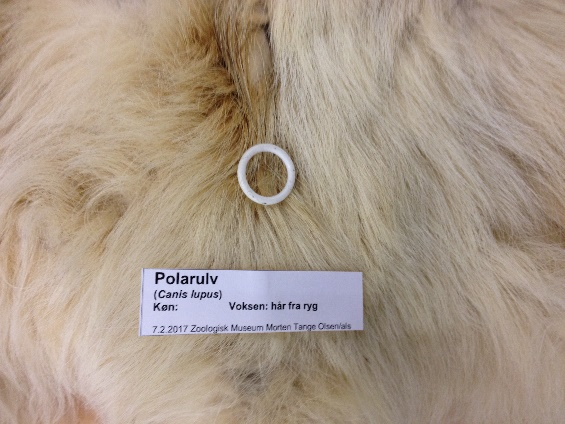 Polarulv
(Canis lupus)
Køn: Voksen: hår fra ryg
7.2.2017 Zoologisk Museum Morten Tange Olsen/als